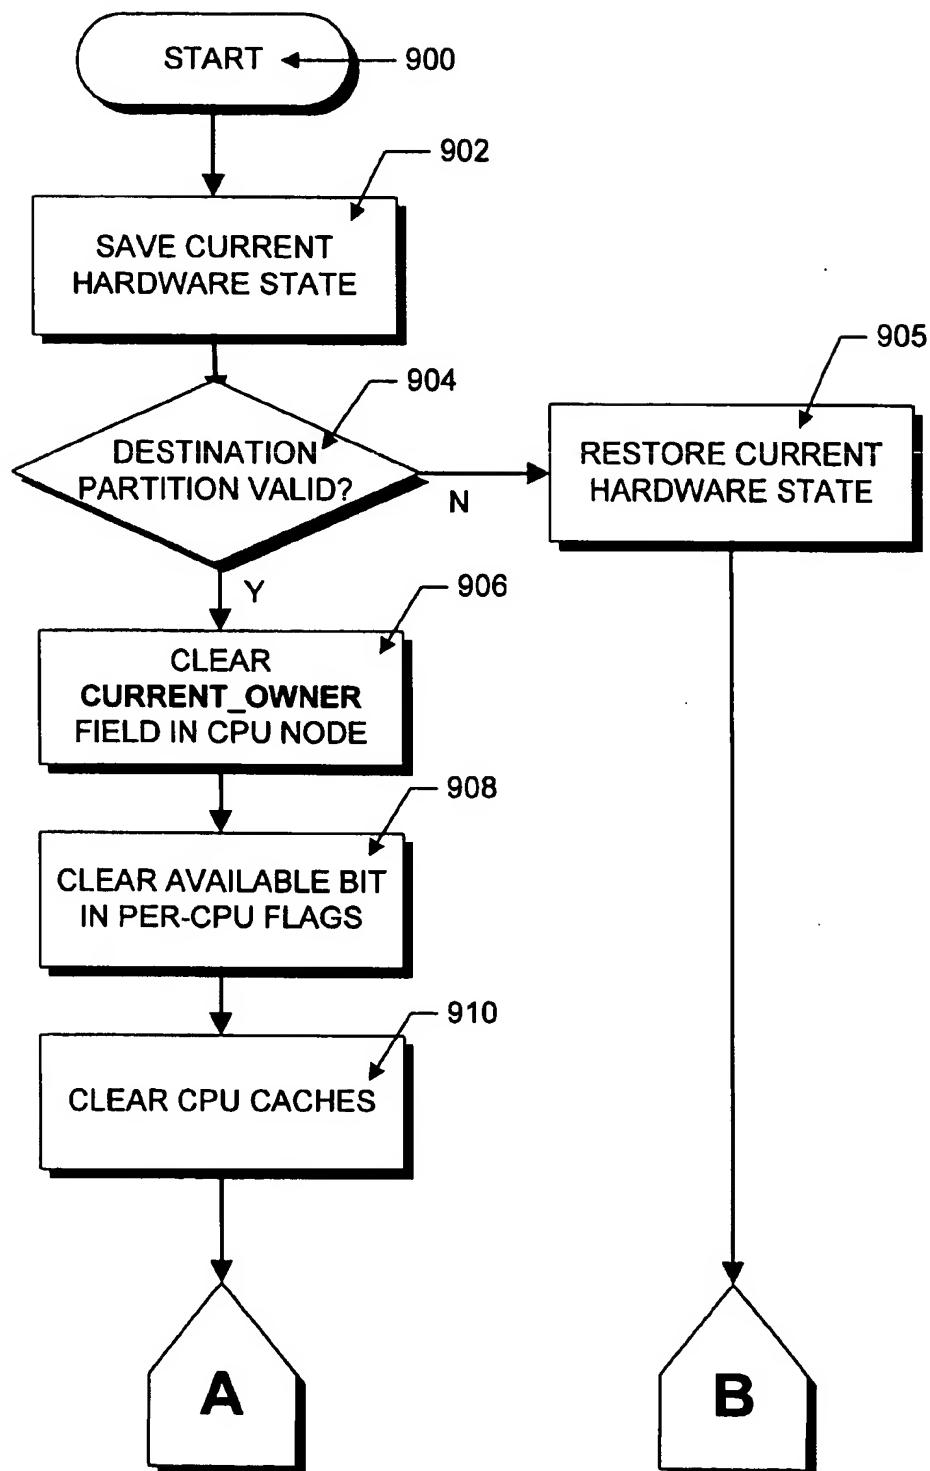 START
900
902
SAVE CURRENT
HARDWARE STATE
904
905
DESTINATION
PARTITION VALID?
N
RESTORE CURRENT
HARDWARE STATE
Y
906
CLEAR
CURRENT_OWNER
FIELD IN CPU NODE
908
CLEAR AVAILABLE BIT
IN PER-CPU FLAGS
910
CLEAR CPU CACHES
A
B